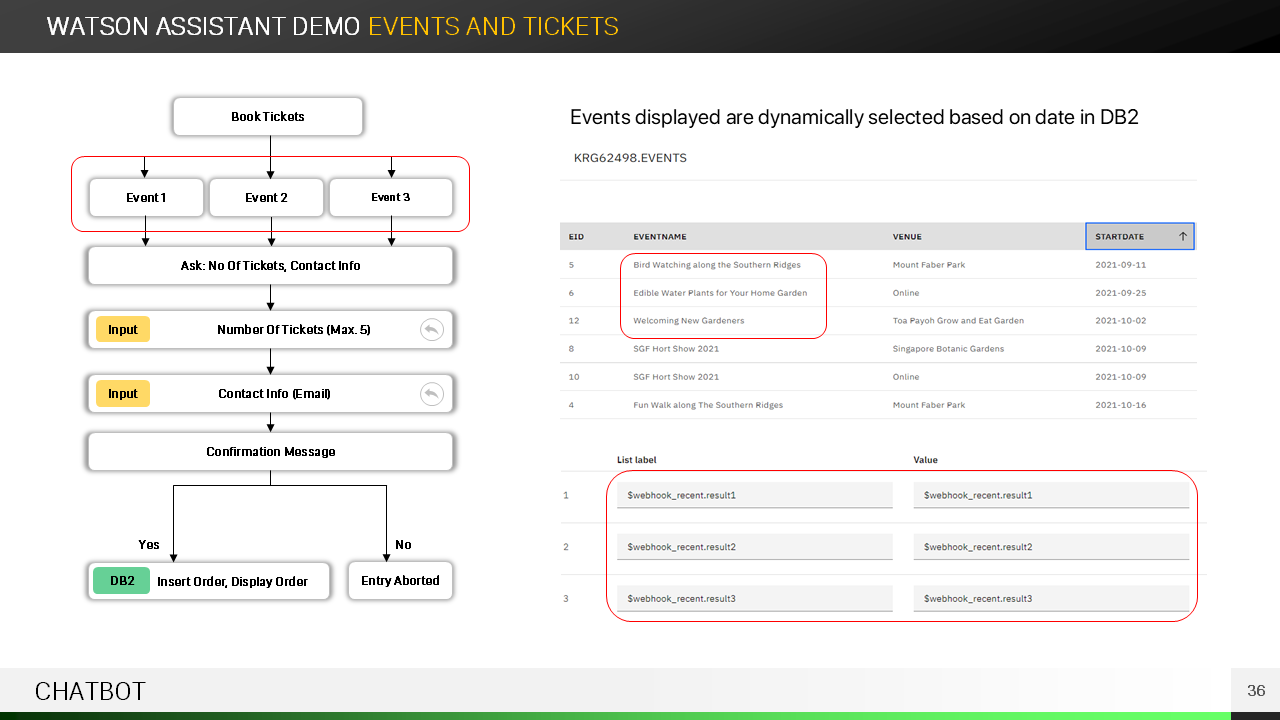 WATSON ASSISTANT DEMO EVENTS AND TICKETS
Book Tickets
Event 1 Event 2 Event 3
Ask: No Of Tickets, Contact Info
Input Number Of Tickets (Max. 5)
Input Contact Info (Email)
Confirmation Message
Yes No
DB2 Insert Order, Display Order Entry Aborted
Events displayed are dynamically selected based on date in DB2
KRG62498.EVENTS
EID EVENTNAME VENUE STARTDATE
5 Bird Watching along the Southern Ridges Mount Faber Park 2021-09-11
6 Edible Water Plants for Your Home Garden Online 2021-09-25
12 Welcoming New Gardeners Toa Payoh Grow and Eat Garden 2021-10-02
8 SGF Hort Show 2021 Singapore Botanic Gardens 2021-10-09
10 SGF Hort Show 2021 Online 2021-10-09
4 Fun Walk along The Southern Ridges Mount Faber Park 2021-10-16
List label Value
1 $webhook_recent.result1 $webhook_recent.result1
2 $webhook_recent.result2 $webhook_recent.result2
3 $webhook_recent.result3 $webhook_recent.result3
CHATBOT
36